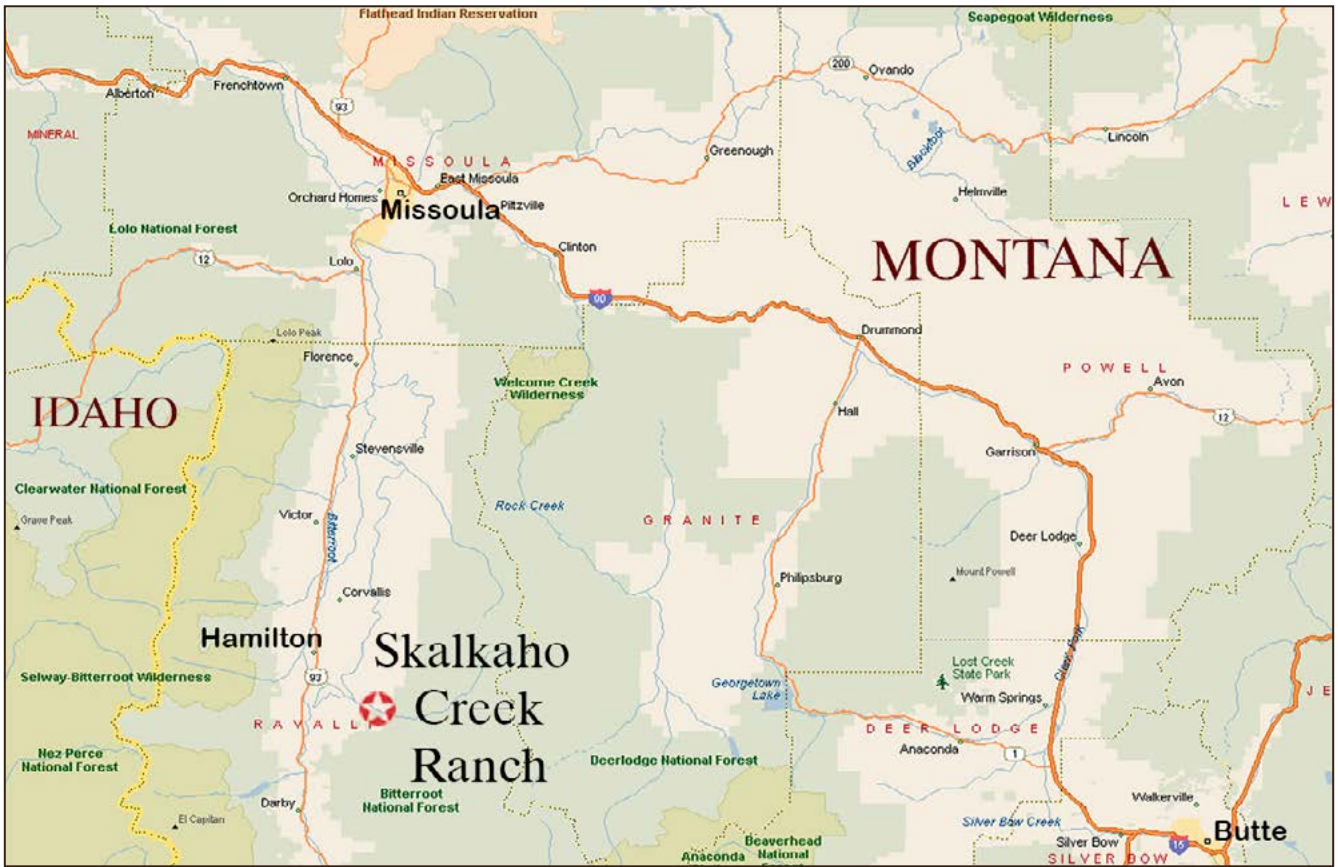 Flathead Indian Reservation
Scapegoat Wilderness
Alberton
Frenchtown
93
200
Ovando
MINERAL
MISSOULA
Greenough
Blackfoot
Lincoln
East Missoula
Orchard Homes
Missoula
Piltzville
Helmville
LEW
Lolo National Forest
12
Lolo
Clinton
MONTANA
90
Lolo Peak
Drummond
Florence
Welcome Creek
Wilderness
POWELL
Avon
IDAHO
Hall
12
Garrison
Stevensville
Clearwater National Forest
Grave Peak
Victor
Bitterroot
Rock Creek
GRANITE
Deer Lodge
Philipsburg
Mount Powell
Corvallis
Hamilton
Skalkaho
Creek
Ranch
93
Selway-Bitterroot Wilderness
RAVALLI
Georgetown
Lake
Lost Creek
State Park
Clark Fork
Warm Springs
DEER LODGE
JE
Anaconda
1
Nez Perce
National Forest
Deerlodge National Forest
Darby
Bitterroot
National Forest
El Capitan
Walkerville
Silver Bow Creek
Butte
Silver Bow
15
SILVER BOW
Anaconda
Beaverhead
National